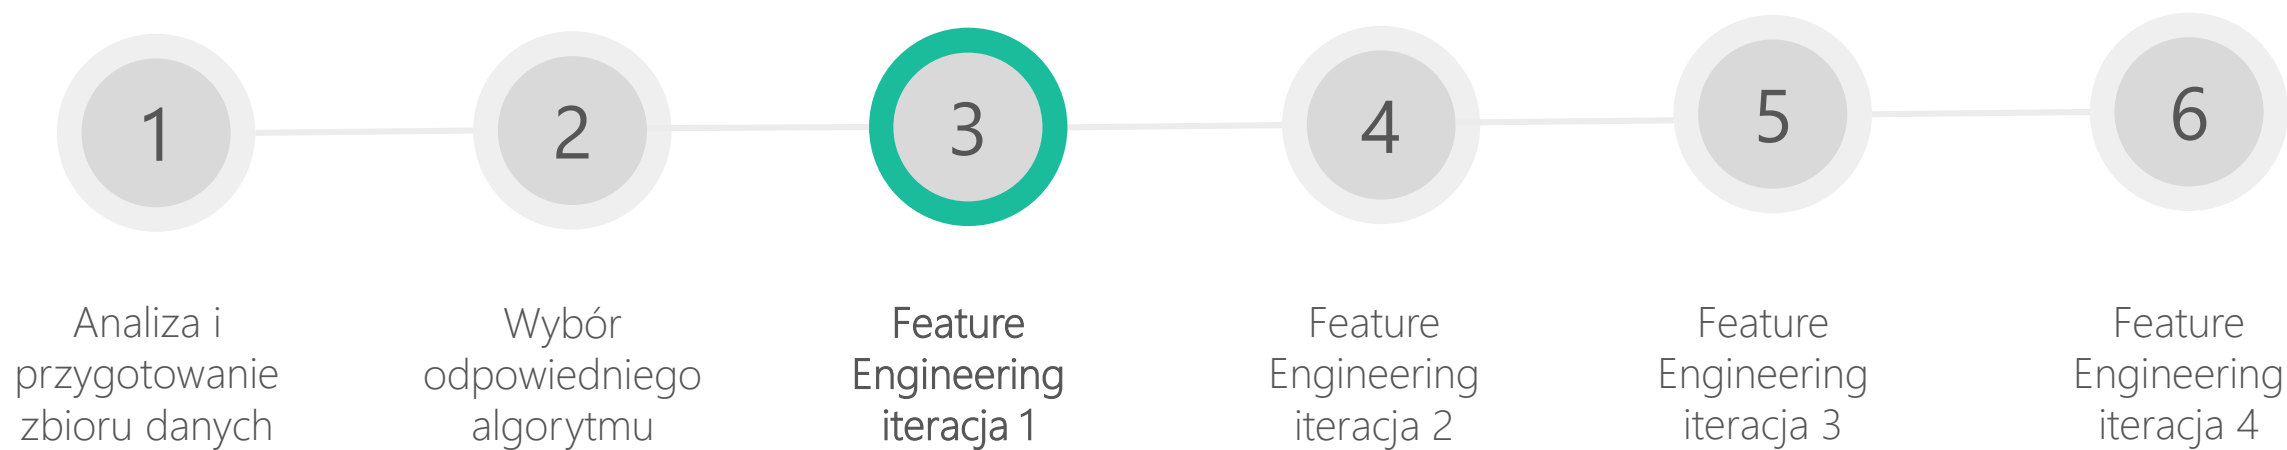 1
2
3
4
5
6
Analiza i
przygotowanie
zbioru danych
Wybór
odpowiedniego
algorytmu
Feature
Engineering
iteracja 1
Feature
Engineering
iteracja 2
Feature
Engineering
iteracja 3
Feature
Engineering
iteracja 4